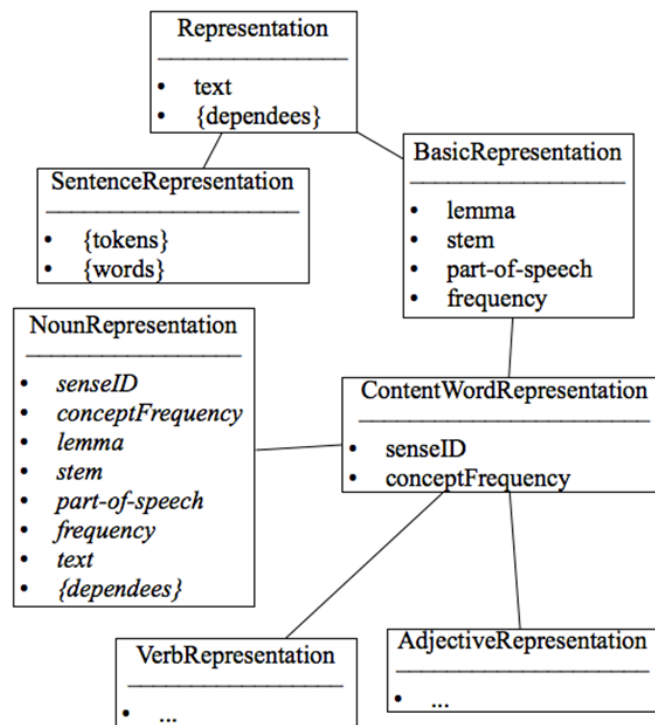 Representation
• text
• {dependees}
SentenceRepresentation
• {tokens}
• {words}
BasicRepresentation
• lemma
• stem
• part-of-speech
• frequency
NounRepresentation
• senseID
• conceptFrequency
• lemma
• stem
• part-of-speech
• frequency
• text
• {dependees}
ContentWordRepresentation
• senseID
• conceptFrequency
VerbRepresentation
• ...
AdjectiveRepresentation
• ...